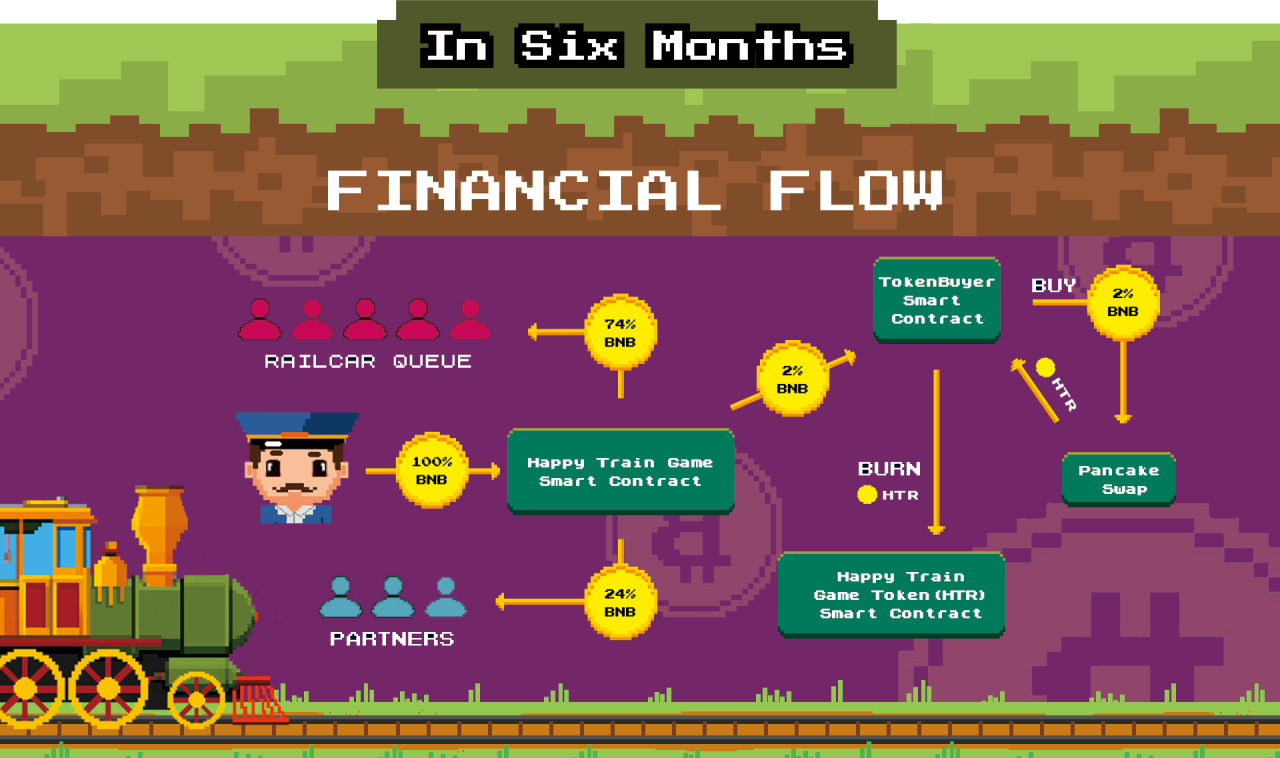 In Six Months
FINANCIAL FLOW
RAILCAR QUEUE
74%
BNB
2%
BNB
TokenBuyer
Smart
Contract
BUY
2%
BNB
HTR
100%
BNB
Happy Train Game
Smart Contract
BURN
HTR
Pancake
Swap
PARTNERS
24%
BNB
Happy Train
Game Token(HTR)
Smart Contract